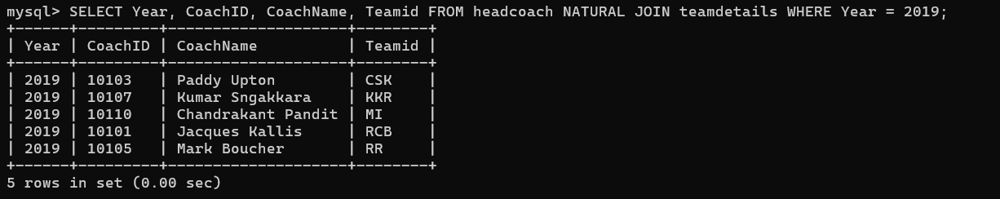 mysql> SELECT Year, CoachID, CoachName, Teamid FROM headcoach NATURAL JOIN teamdetails WHERE Year = 2019;
+------+---------+--------------------+--------+
| Year | CoachID | CoachName          | Teamid |
+------+---------+--------------------+--------+
| 2019 | 10103   | Paddy Upton        | CSK    |
| 2019 | 10107   | Kumar Sngakkara    | KKR    |
| 2019 | 10110   | Chandrakant Pandit | MI     |
| 2019 | 10101   | Jacques Kallis     | RCB    |
| 2019 | 10105   | Mark Boucher       | RR     |
+------+---------+--------------------+--------+
5 rows in set (0.00 sec)